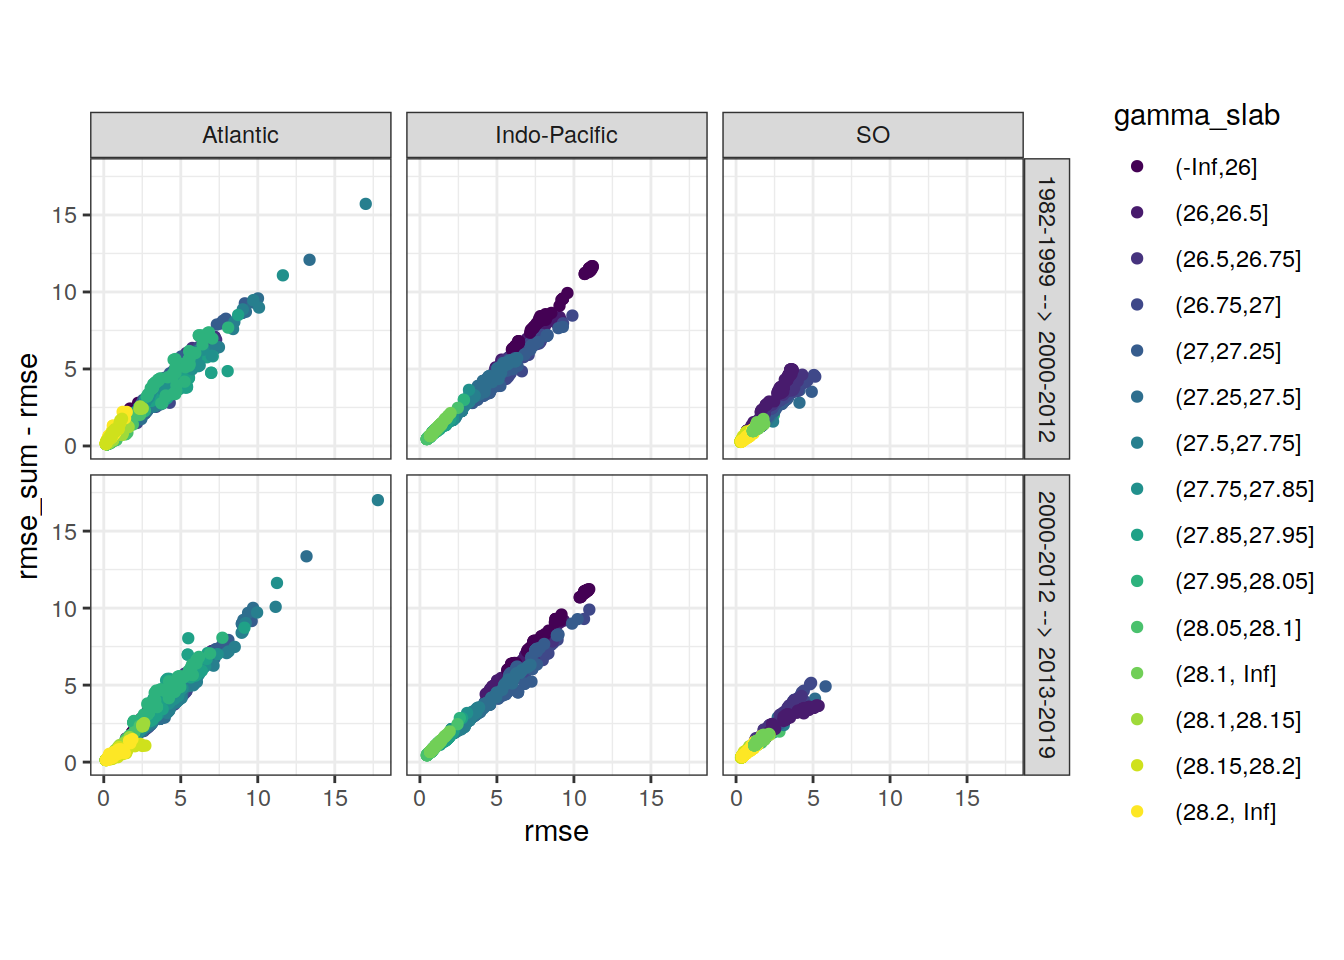 Atlantic
Indo-Pacific
SO
1982-1999 --> 2000-2012
2000-2012 --> 2013-2019
rmse_sum - rmse
15
10
5
0
15
10
5
0
0
5
10
15
0
5
10
15
0
5
10
15
rmse
gamma_slab
(-Inf,26]
(26,26.5]
(26.5,26.75]
(26.75,27]
(27,27.25]
(27.25,27.5]
(27.5,27.75]
(27.75,27.85]
(27.85,27.95]
(27.95,28.05]
(28.05,28.1]
(28.1, Inf]
(28.1,28.15]
(28.15,28.2]
(28.2, Inf]